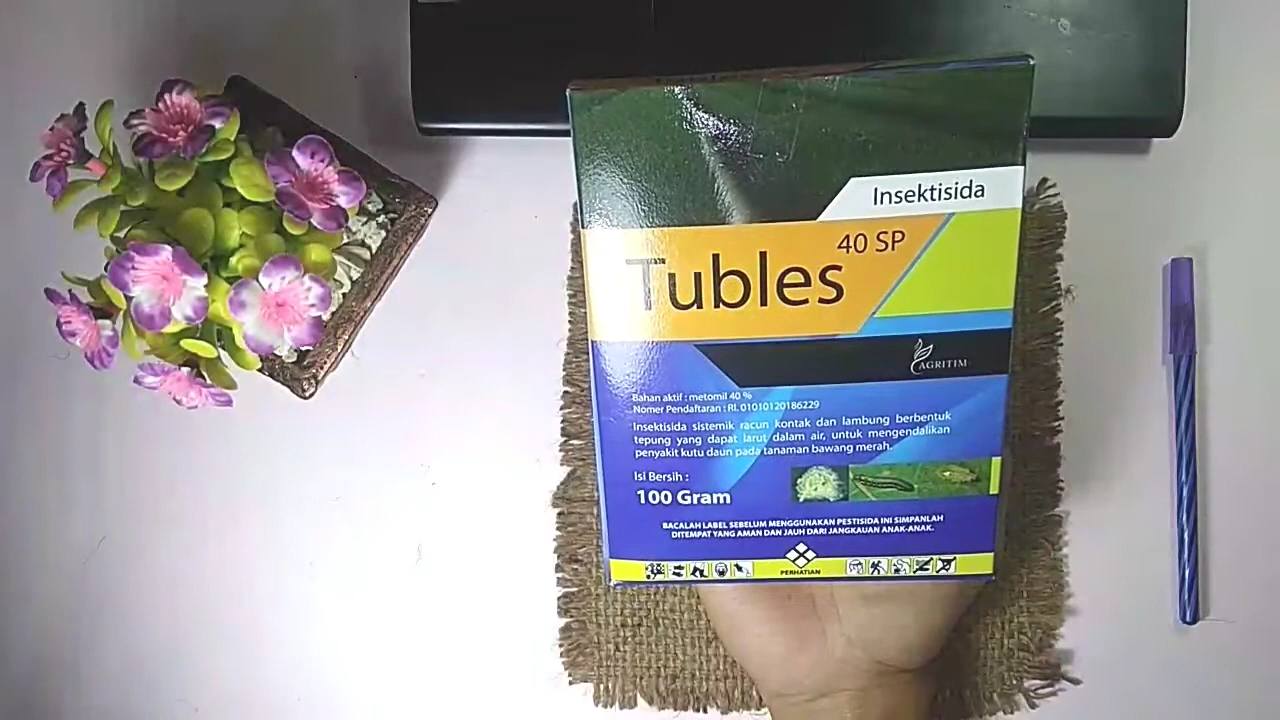 Insektisida
40 SP
Tubles
AGRITIM
Bahan aktif : metomil 40 %
Nomer Pendaftaran : RI. 01010120186229
Insektisida sistemik racun kontak dan lambung berbentuk
tepung yang dapat larut dalam air, untuk mengendalikan
penyakit kutu daun pada tanaman bawang merah.
Isi Bersih :
100 Gram
BACALAH LABEL SEBELUM MENGGUNAKAN PESTISIDA INI SIMPANLAH
DITEMPAT YANG AMAN DAN JAUH DARI JANGKAUAN ANAK-ANAK.
PERHATIAN